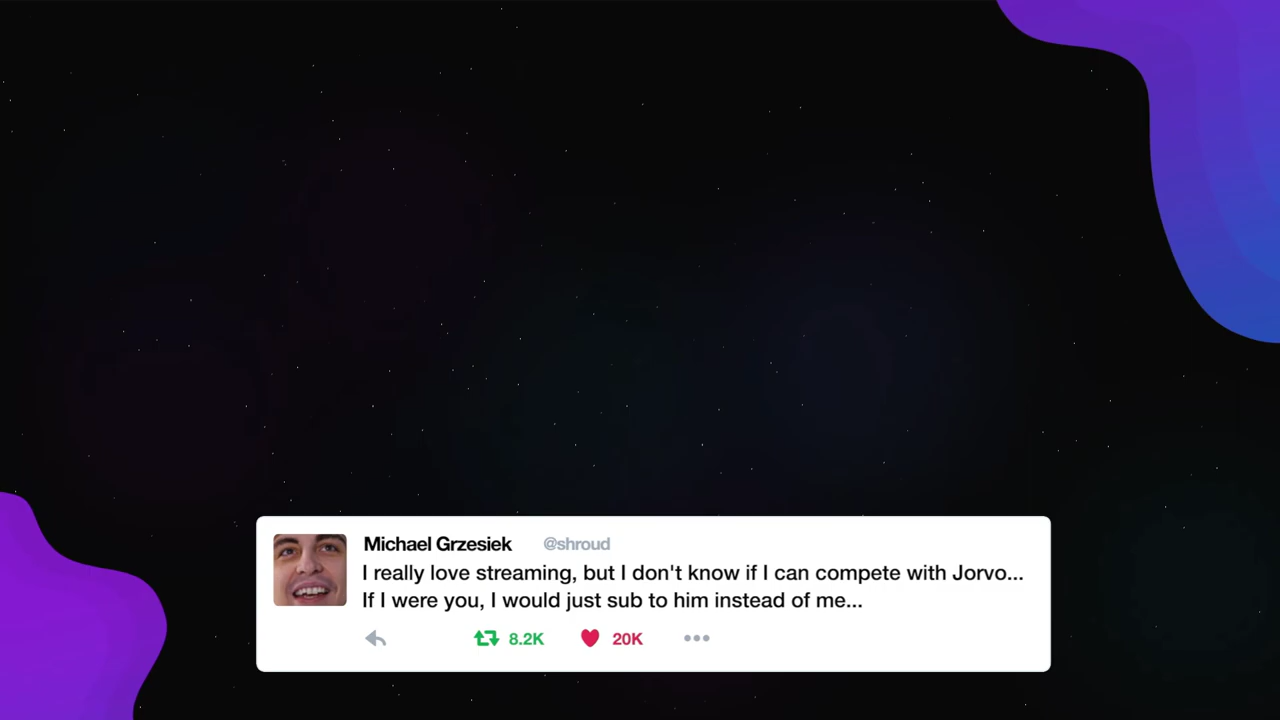 Michael Grzesiek @shroud
I really love streaming, but I don't know if I can compete with Jorvo...
If I were you, I would just sub to him instead of me...
8.2K 20K